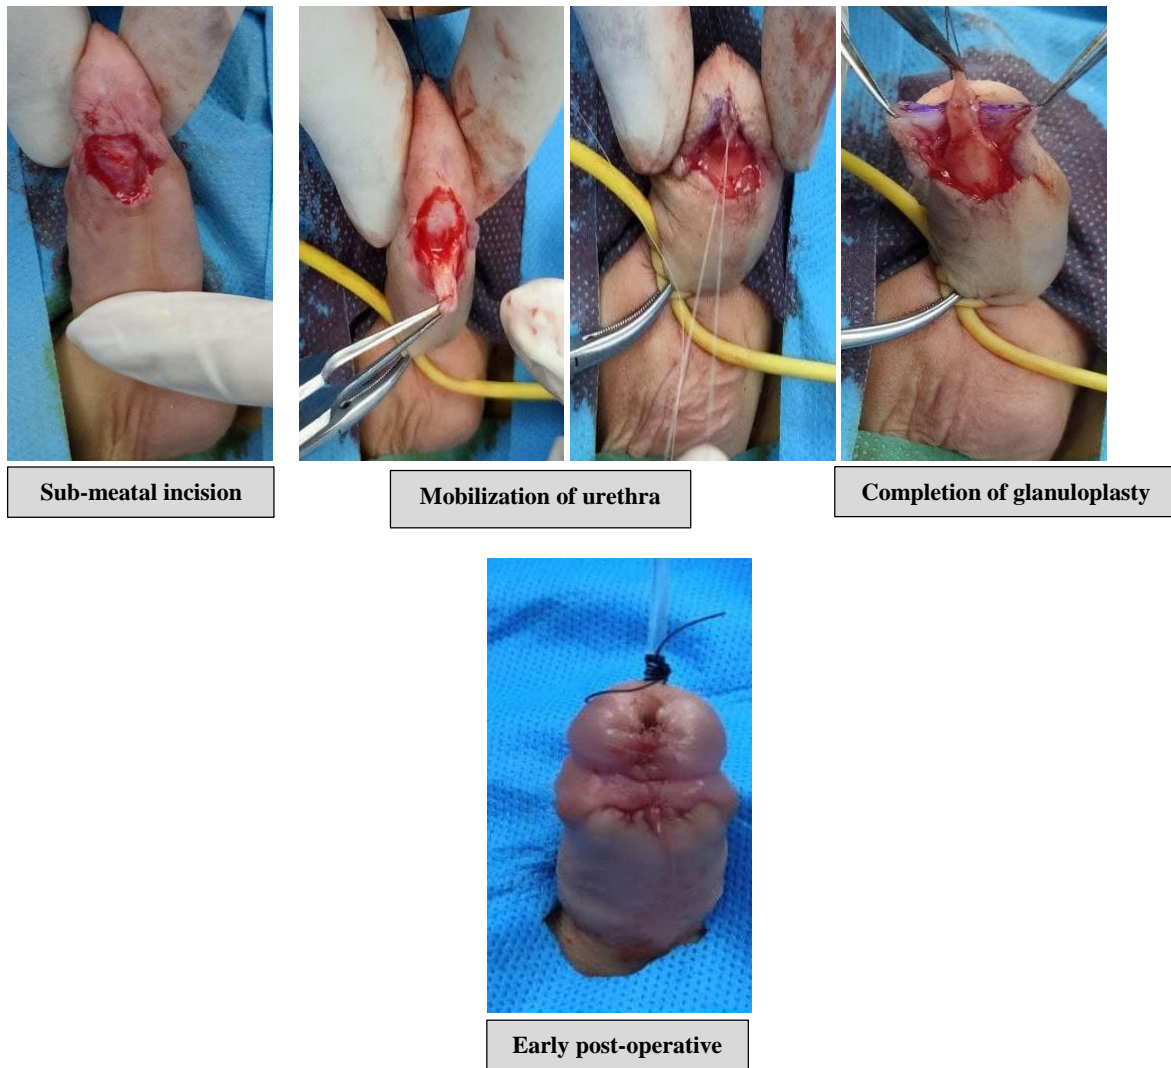 Sub-meatal incision
Mobilization of urethra
Completion of glanuloplasty
Early post-operative